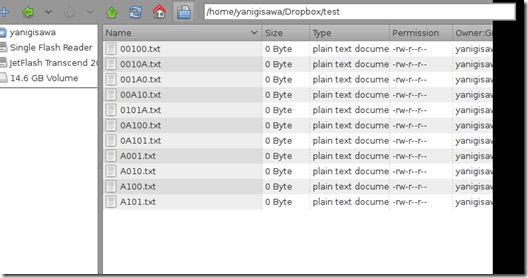 /home/yanigisawa/Dropbox/test
yanigisawa
Single Flash Reader
JetFlash Transcend 20
14.6 GB Volume
Name Size Type Permission Owner:Gr
00100.txt 0 Byte plain text docume -rw-r--r-- yanigisaw
0010A.txt 0 Byte plain text docume -rw-r--r-- yanigisaw
001A0.txt 0 Byte plain text docume -rw-r--r-- yanigisaw
00A10.txt 0 Byte plain text docume -rw-r--r-- yanigisaw
0101A.txt 0 Byte plain text docume -rw-r--r-- yanigisaw
0A100.txt 0 Byte plain text docume -rw-r--r-- yanigisaw
0A101.txt 0 Byte plain text docume -rw-r--r-- yanigisaw
A001.txt 0 Byte plain text docume -rw-r--r-- yanigisaw
A010.txt 0 Byte plain text docume -rw-r--r-- yanigisaw
A100.txt 0 Byte plain text docume -rw-r--r-- yanigisaw
A101.txt 0 Byte plain text docume -rw-r--r-- yanigisaw